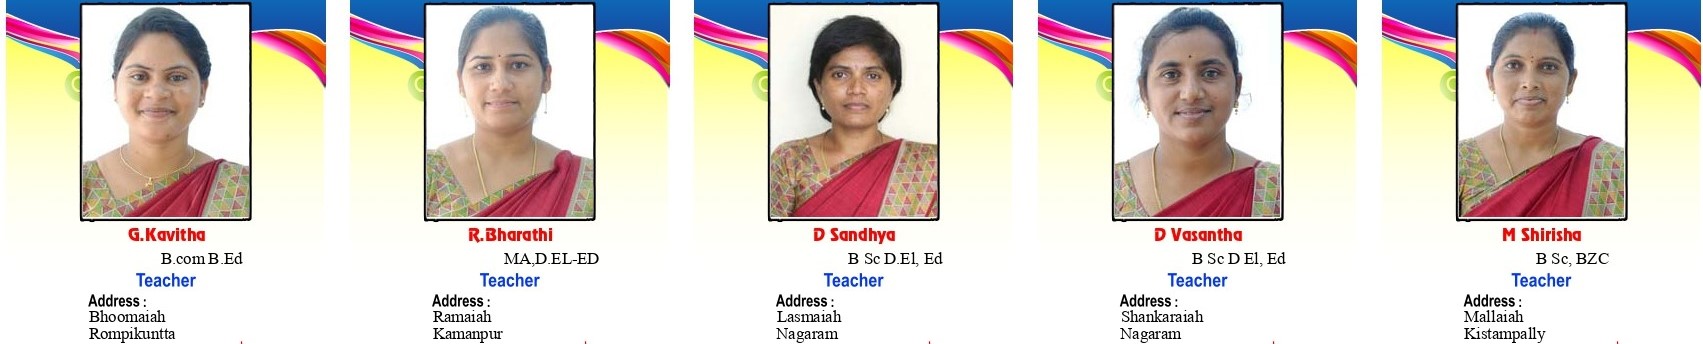 G.Kavitha
B.com B.Ed
Teacher
Address :
Bhoomaiah
Rompikuntta
R.Bharathi
MA,D.EL-ED
Teacher
Address :
Ramaiah
Kamanpur
D Sandhya
B Sc D.El, Ed
Teacher
Address :
Lasmaiah
Nagaram
D Vasantha
B Sc D El, Ed
Teacher
Address :
Shankaraiah
Nagaram
M Shirisha
B Sc, BZC
Teacher
Address :
Mallaiah
Kistampally